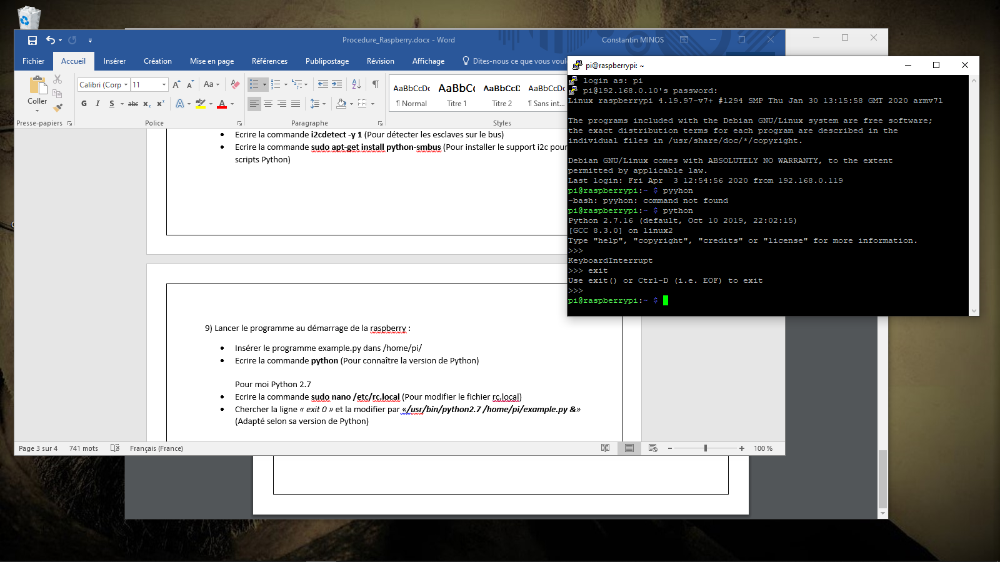 Procedure_Raspberry.docx - Word
Constantin MINOS
Fichier
Accueil
Insérer
Création
Mise en page
Références
Publipostage
Révision
Affichage
Dites-nous ce que vous
Coller
Calibri (Corp
11
G I S abc x₂ x²
Aa
AaBbCcDc
AaBbCc
AaBbCcD
AaBbCcDc
¶ Normal
Titre 1
Titre 2
¶ Sans int...
Presse-papiers
Police
Paragraphe
Styles
• Ecrire la commande i2cdetect -y 1 (Pour détecter les esclaves sur le bus)
• Ecrire la commande sudo apt-get install python-smbus (Pour installer le support i2c pour
scripts Python)
9) Lancer le programme au démarrage de la raspberry :
• Insérer le programme example.py dans /home/pi/
• Ecrire la commande python (Pour connaître la version de Python)
Pour moi Python 2.7
• Ecrire la commande sudo nano /etc/rc.local (Pour modifier le fichier rc.local)
• Chercher la ligne « exit 0 » et la modifier par «/usr/bin/python2.7 /home/pi/example.py &»
(Adapté selon sa version de Python)
Page 3 sur 4
741 mots
Français (France)
100 %
pi@raspberrypi: ~
login as: pi
pi@192.168.0.10's password:
Linux raspberrypi 4.19.97-v7+ #1294 SMP Thu Jan 30 13:15:58 GMT 2020 armv7l
The programs included with the Debian GNU/Linux system are free software;
the exact distribution terms for each program are described in the
individual files in /usr/share/doc/*/copyright.
Debian GNU/Linux comes with ABSOLUTELY NO WARRANTY, to the extent
permitted by applicable law.
Last login: Fri Apr  3 12:54:56 2020 from 192.168.0.119
pi@raspberrypi:~ $ pyyhon
-bash: pyyhon: command not found
pi@raspberrypi:~ $ python
Python 2.7.16 (default, Oct 10 2019, 22:02:15)
[GCC 8.3.0] on linux2
Type "help", "copyright", "credits" or "license" for more information.
>>>
KeyboardInterrupt
>>> exit
Use exit() or Ctrl-D (i.e. EOF) to exit
>>>
pi@raspberrypi:~ $